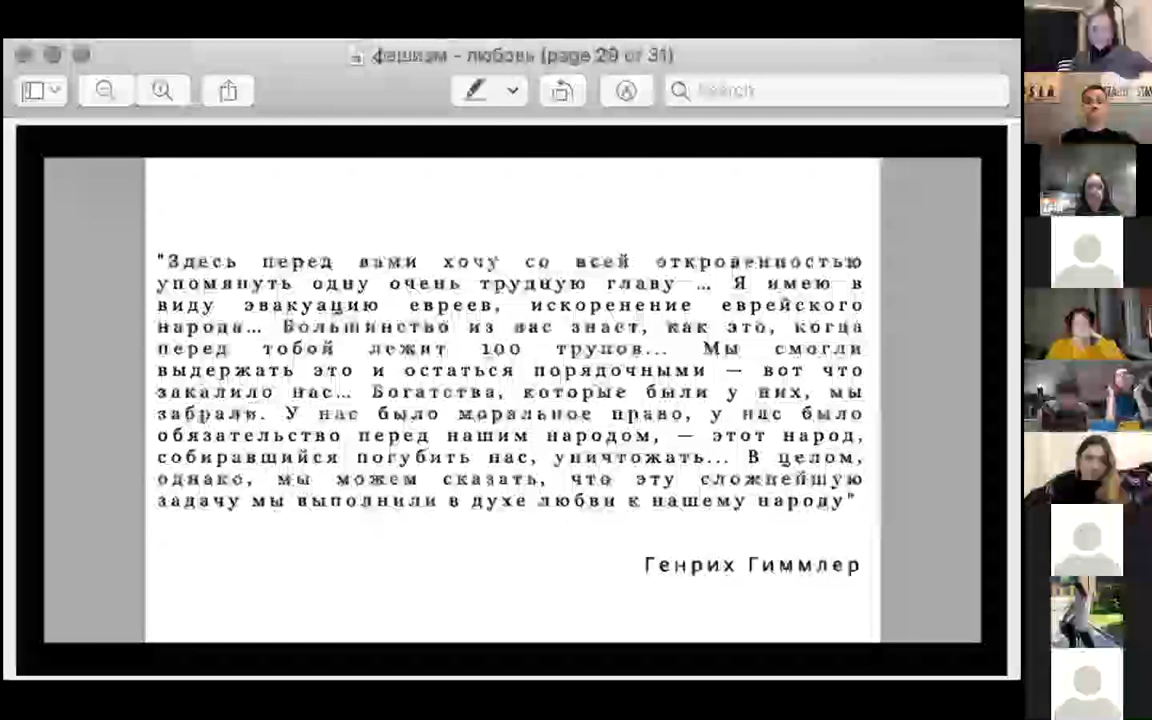 фашизм - любовь (page 29 of 31)
Search
"Здесь перед вами хочу со всей откровенностью
упомянуть одну очень трудную главу ... Я имею в
виду эвакуацию евреев, искоренение еврейского
народа... Большинство из вас знает, как это, когда
перед тобой лежит 100 трупов... Мы смогли
выдержать это и остаться порядочными — вот что
закалило нас... Богатства, которые были у них, мы
забрали. У нас было моральное право, у нас было
обязательство перед нашим народом, — этот народ,
собиравшийся погубить нас, уничтожать... В целом,
однако, мы можем сказать, что эту сложнейшую
задачу мы выполнили в духе любви к нашему народу"
Генрих Гиммлер